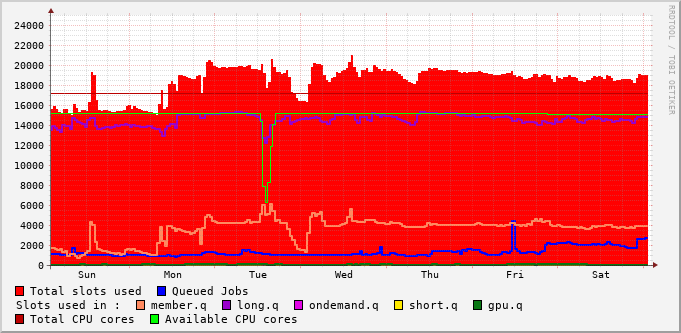 RRDTOOL / TOBI OETIKER
24000
22000
20000
18000
16000
14000
12000
10000
8000
6000
4000
2000
0
Sun Mon Tue Wed Thu Fri Sat
Total slots used Queued Jobs
Slots used in : member.q long.q ondemand.q short.q gpu.q
Total CPU cores Available CPU cores